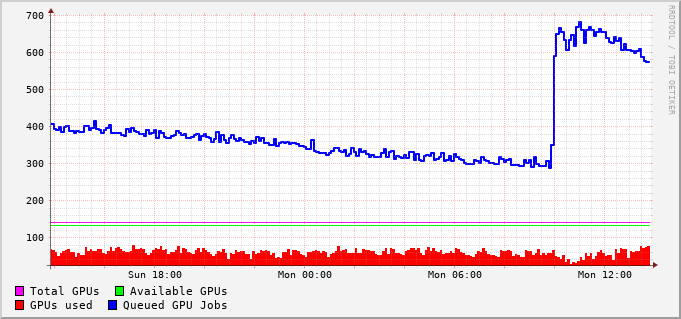 RRDTOOL / TOBI OETIKER
700
600
500
400
300
200
100
Sun 18:00 Mon 00:00 Mon 06:00 Mon 12:00
Total GPUs Available GPUs
GPUs used Queued GPU Jobs